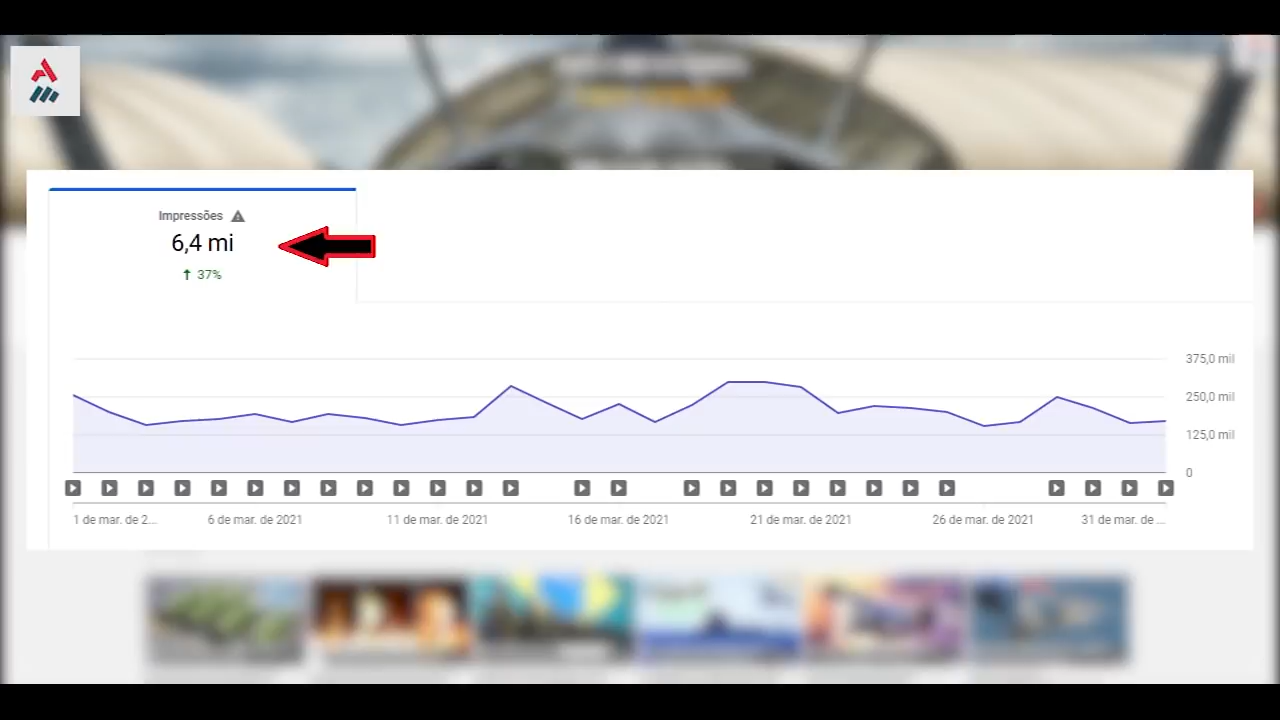 Impressões
6,4 mi
37%
375,0 mil
250,0 mil
125,0 mil
0
1 de mar. de 2...
6 de mar. de 2021
11 de mar. de 2021
16 de mar. de 2021
21 de mar. de 2021
26 de mar. de 2021
31 de mar. de ...